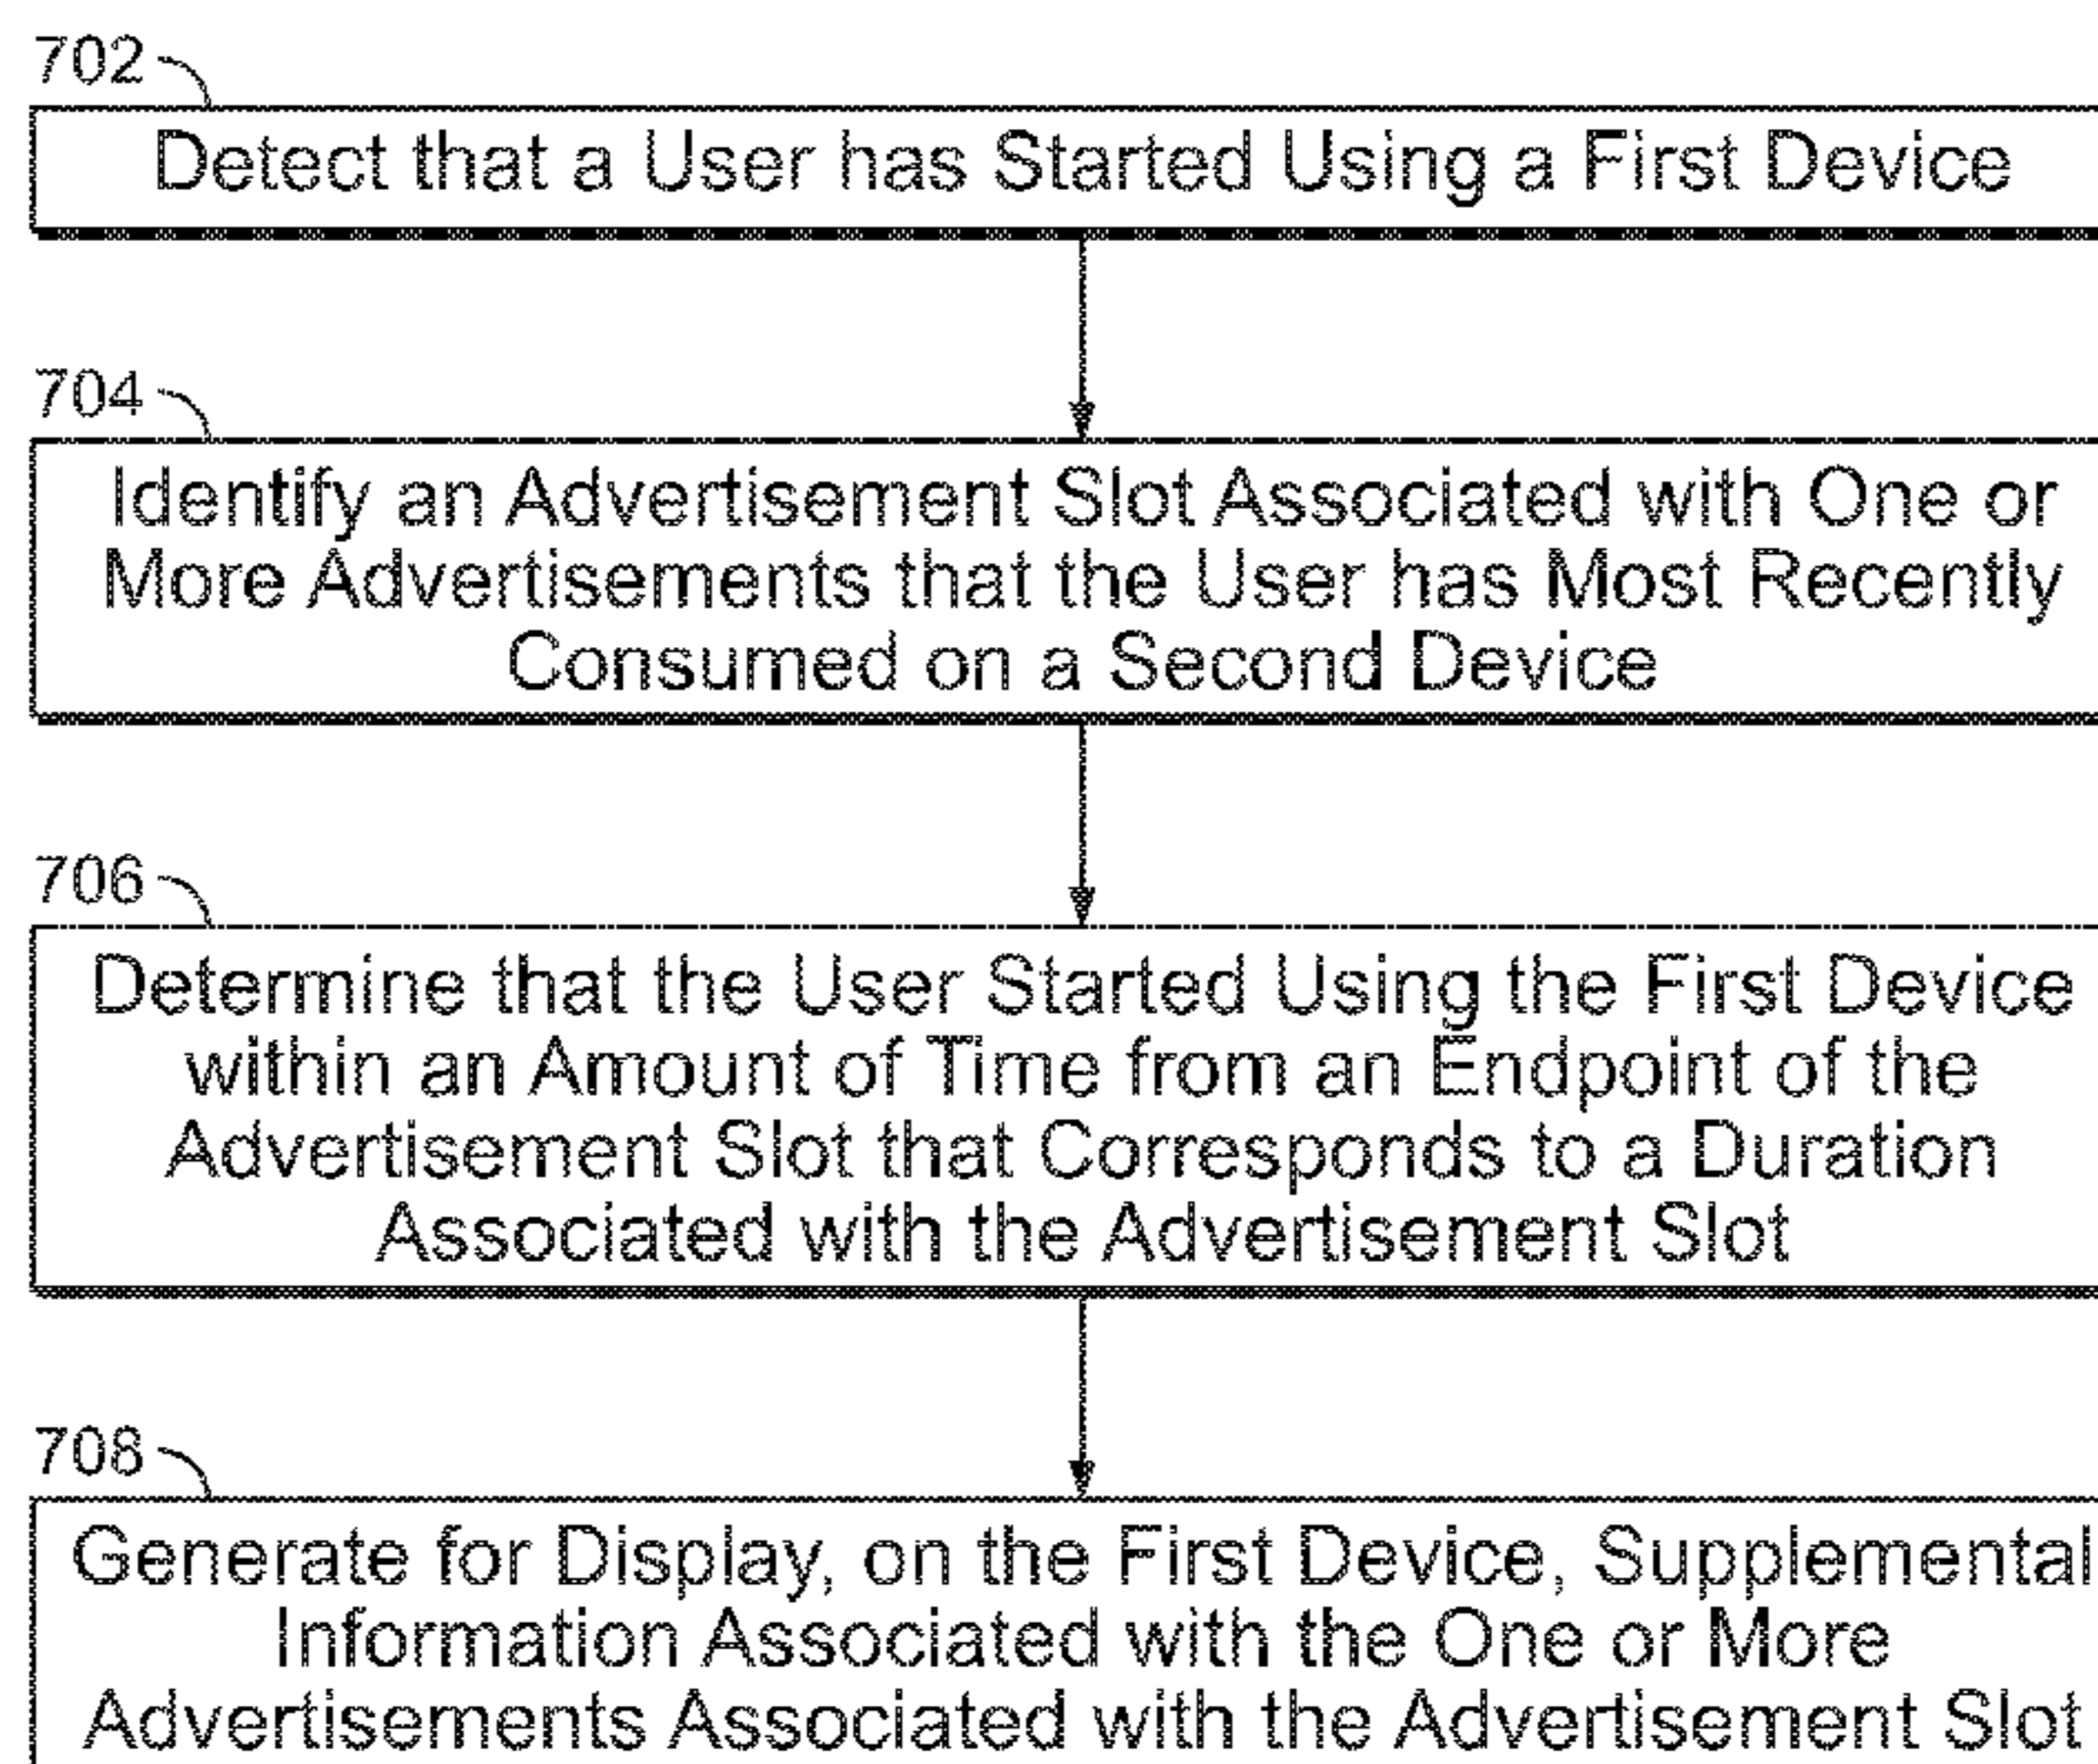 702
Detect that a User has Started Using a First Device
704
Identify an Advertisement Slot Associated with One or
More Advertisements that the User has Most Recently
Consumed on a Second Device
706
Determine that the User Started Using the First Device
within an Amount of Time from an Endpoint of the
Advertisement Slot that Corresponds to a Duration
Associated with the Advertisement Slot
708
Generate for Display, on the First Device, Supplemental
Information Associated with the One or More
Advertisements Associated with the Advertisement Slot